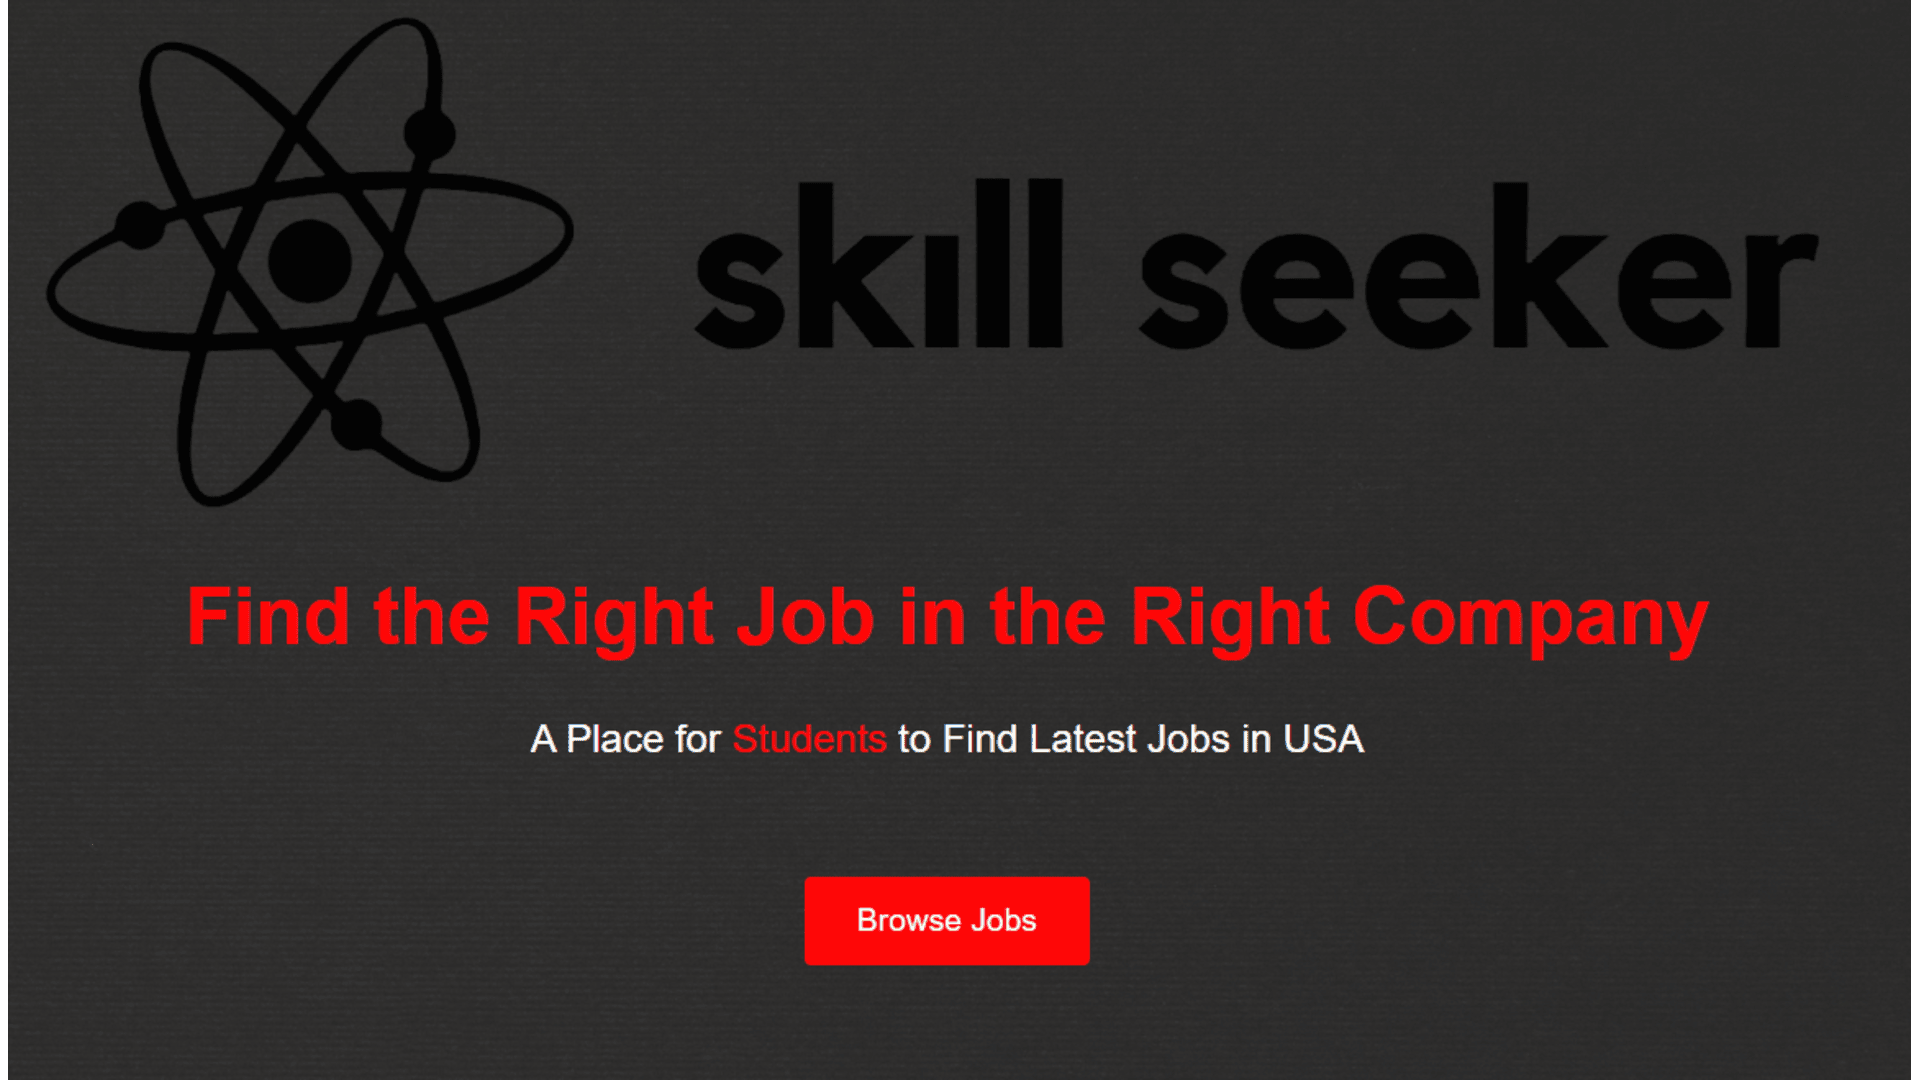 skıll seeker
Find the Right Job in the Right Company
A Place for Students to Find Latest Jobs in USA
Browse Jobs